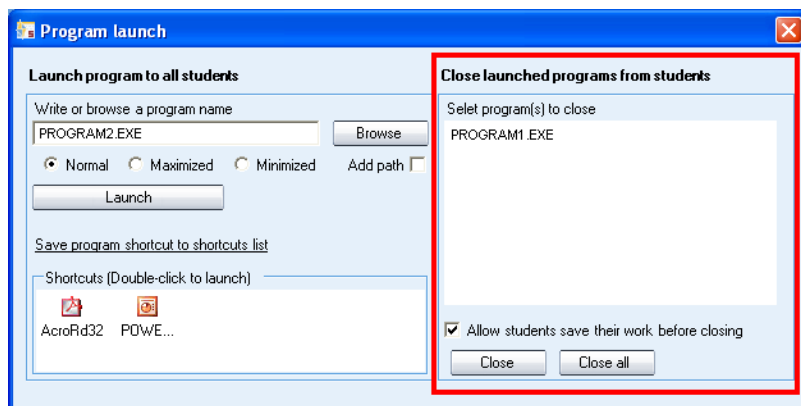 Program launch
Launch program to all students
Write or browse a program name
PROGRAM2.EXE
Browse
Normal
Maximized
Minimized
Add path
Launch
Save program shortcut to shortcuts list
Shortcuts (Double-click to launch)
AcroRd32
POWE...
Close launched programs from students
Selet program(s) to close
PROGRAM1.EXE
Allow students save their work before closing
Close
Close all